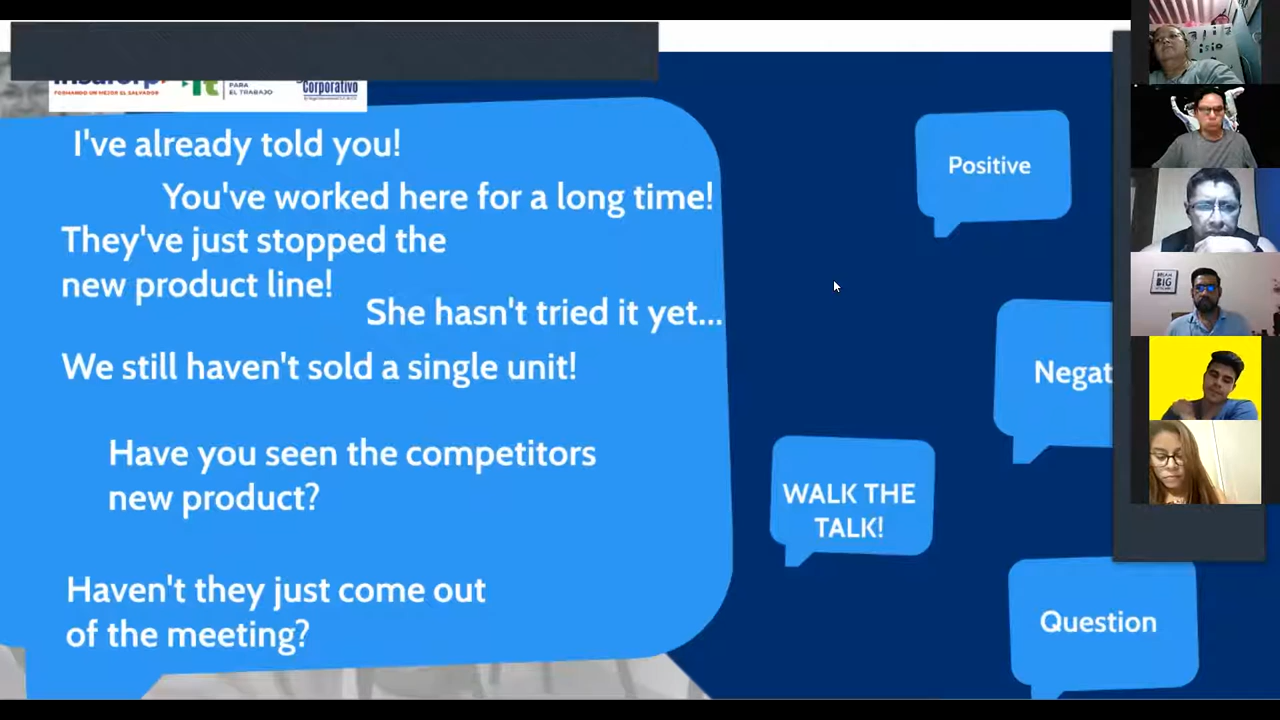 FORMANDO UN MEJOR EL SALVADOR
PARA
EL TRABAJO
Corporativo
I've already told you!
You've worked here for a long time!
They've just stopped the
new product line!
She hasn't tried it yet...
We still haven't sold a single unit!
Have you seen the competitors
new product?
Haven't they just come out
of the meeting?
Positive
Negat
WALK THE
TALK!
Question
BIG